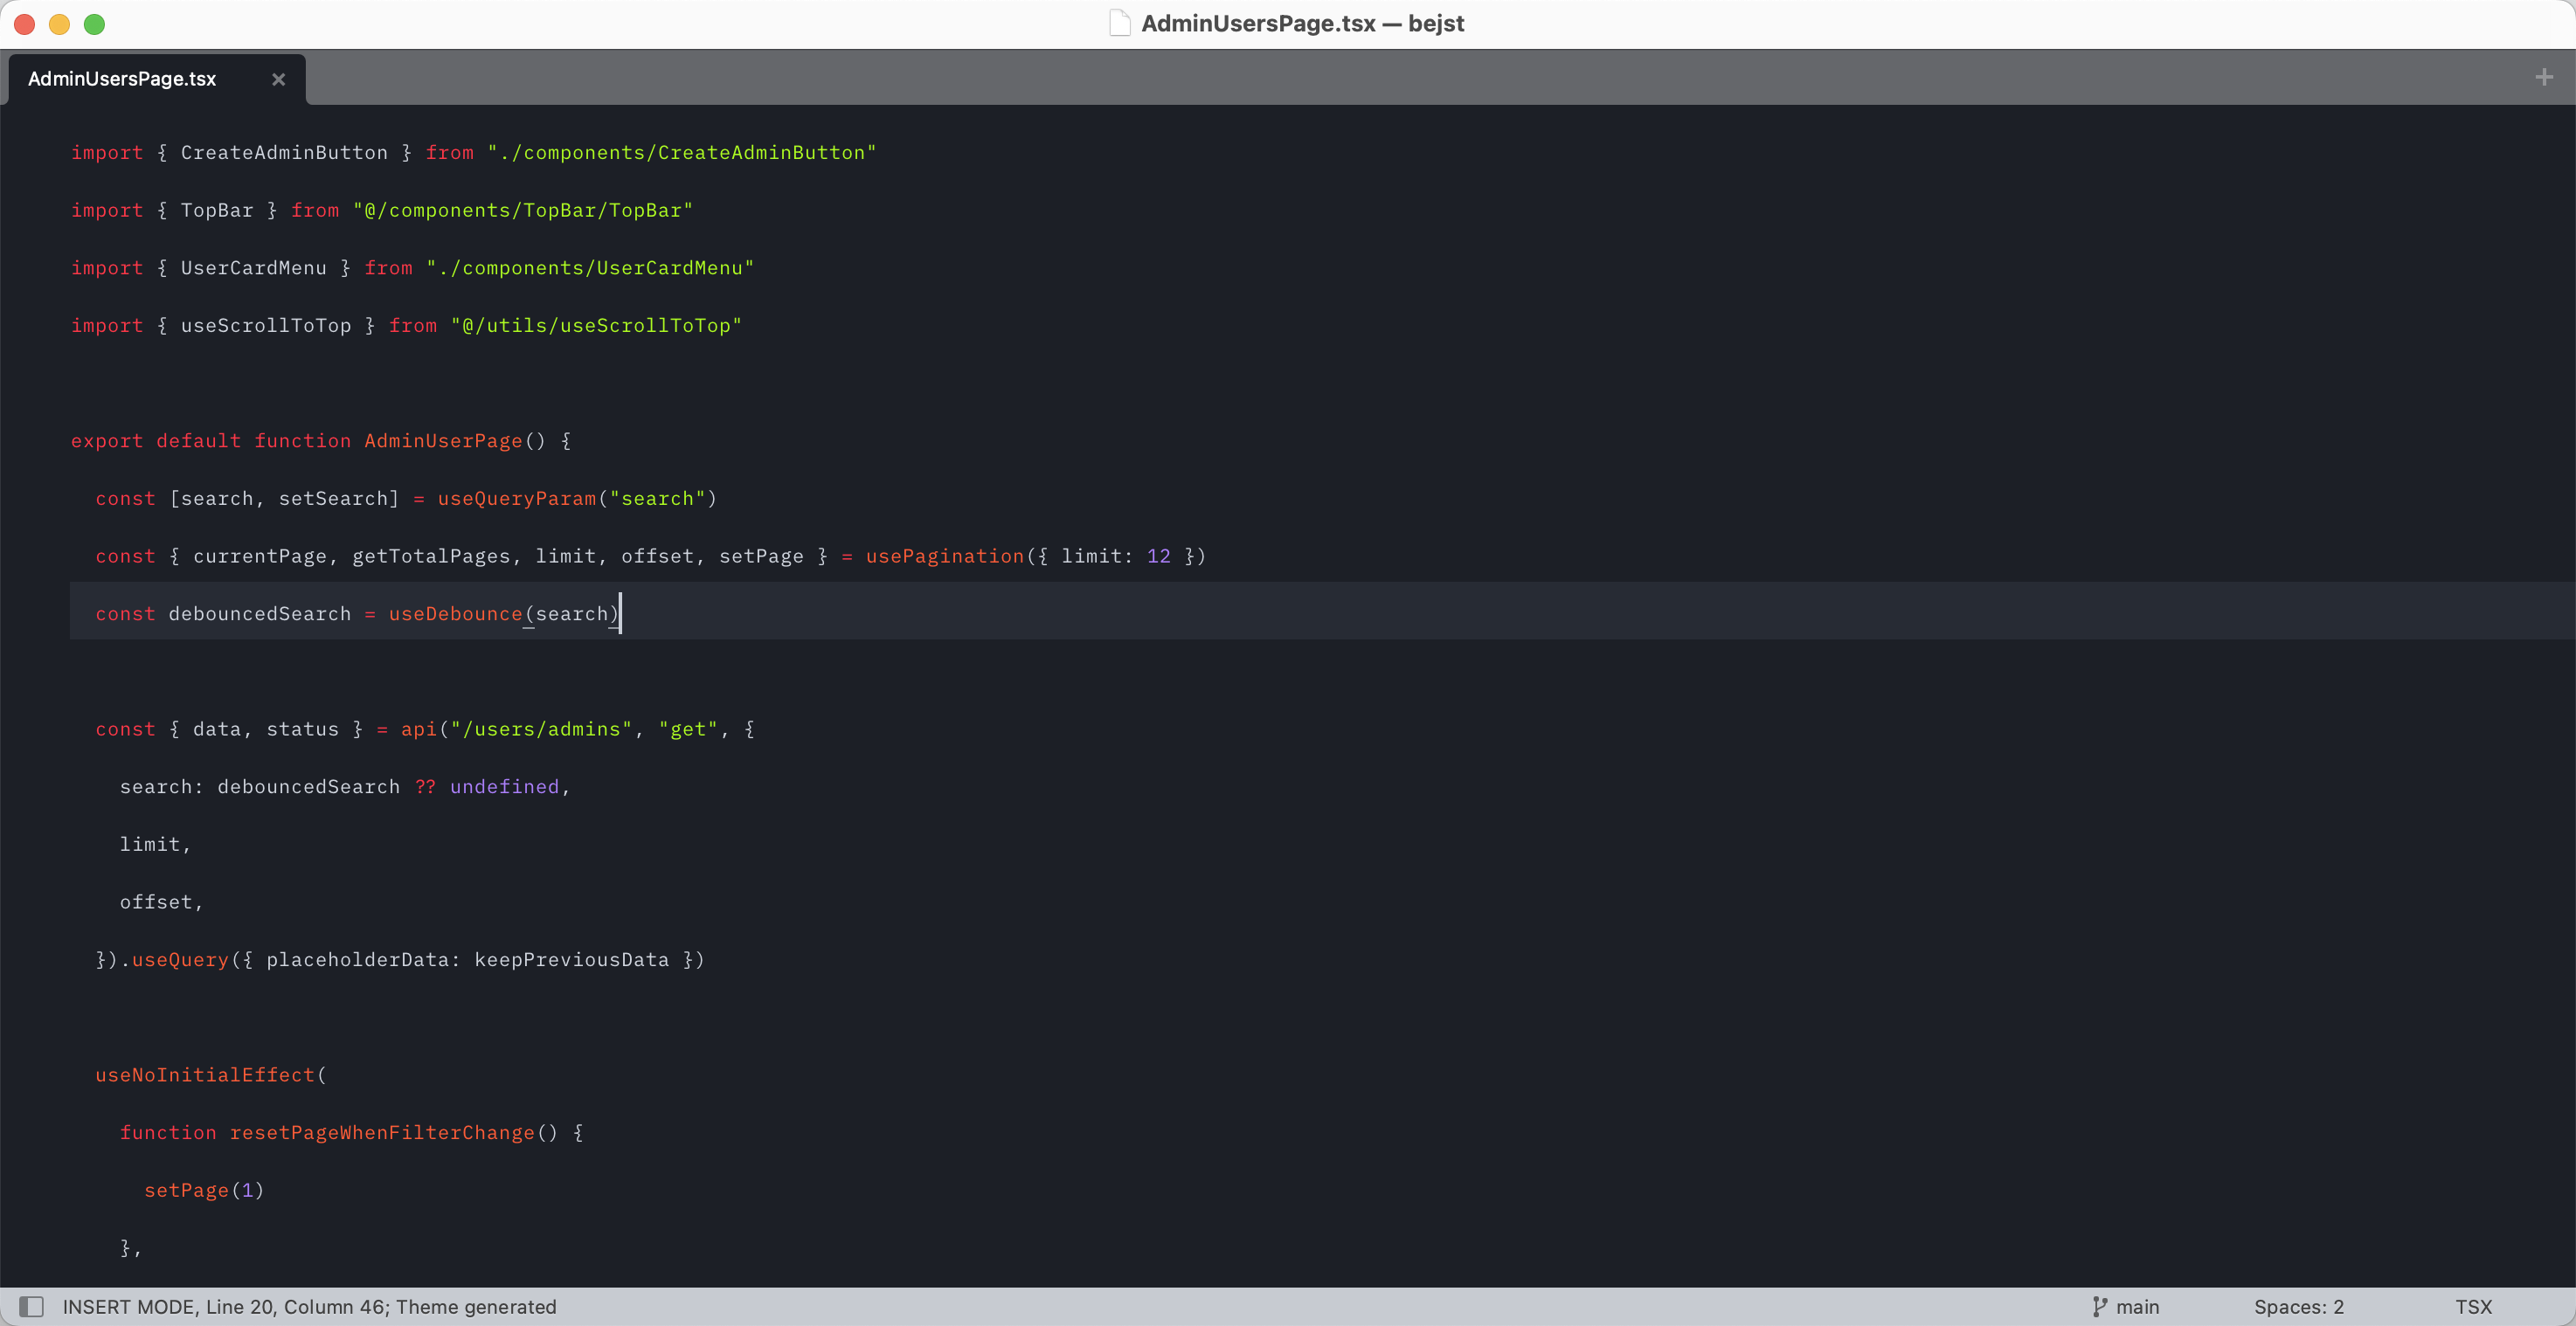 AdminUsersPage.tsx — bejst
AdminUsersPage.tsx
import { CreateAdminButton } from "./components/CreateAdminButton"
import { TopBar } from "@/components/TopBar/TopBar"
import { UserCardMenu } from "./components/UserCardMenu"
import { useScrollToTop } from "@/utils/useScrollToTop"
export default function AdminUserPage() {
  const [search, setSearch] = useQueryParam("search")
  const { currentPage, getTotalPages, limit, offset, setPage } = usePagination({ limit: 12 })
  const debouncedSearch = useDebounce(search)
  const { data, status } = api("/users/admins", "get", {
    search: debouncedSearch ?? undefined,
    limit,
    offset,
  }).useQuery({ placeholderData: keepPreviousData })
  useNoInitialEffect(
    function resetPageWhenFilterChange() {
      setPage(1)
    },
INSERT MODE, Line 20, Column 46; Theme generated
main
Spaces: 2
TSX